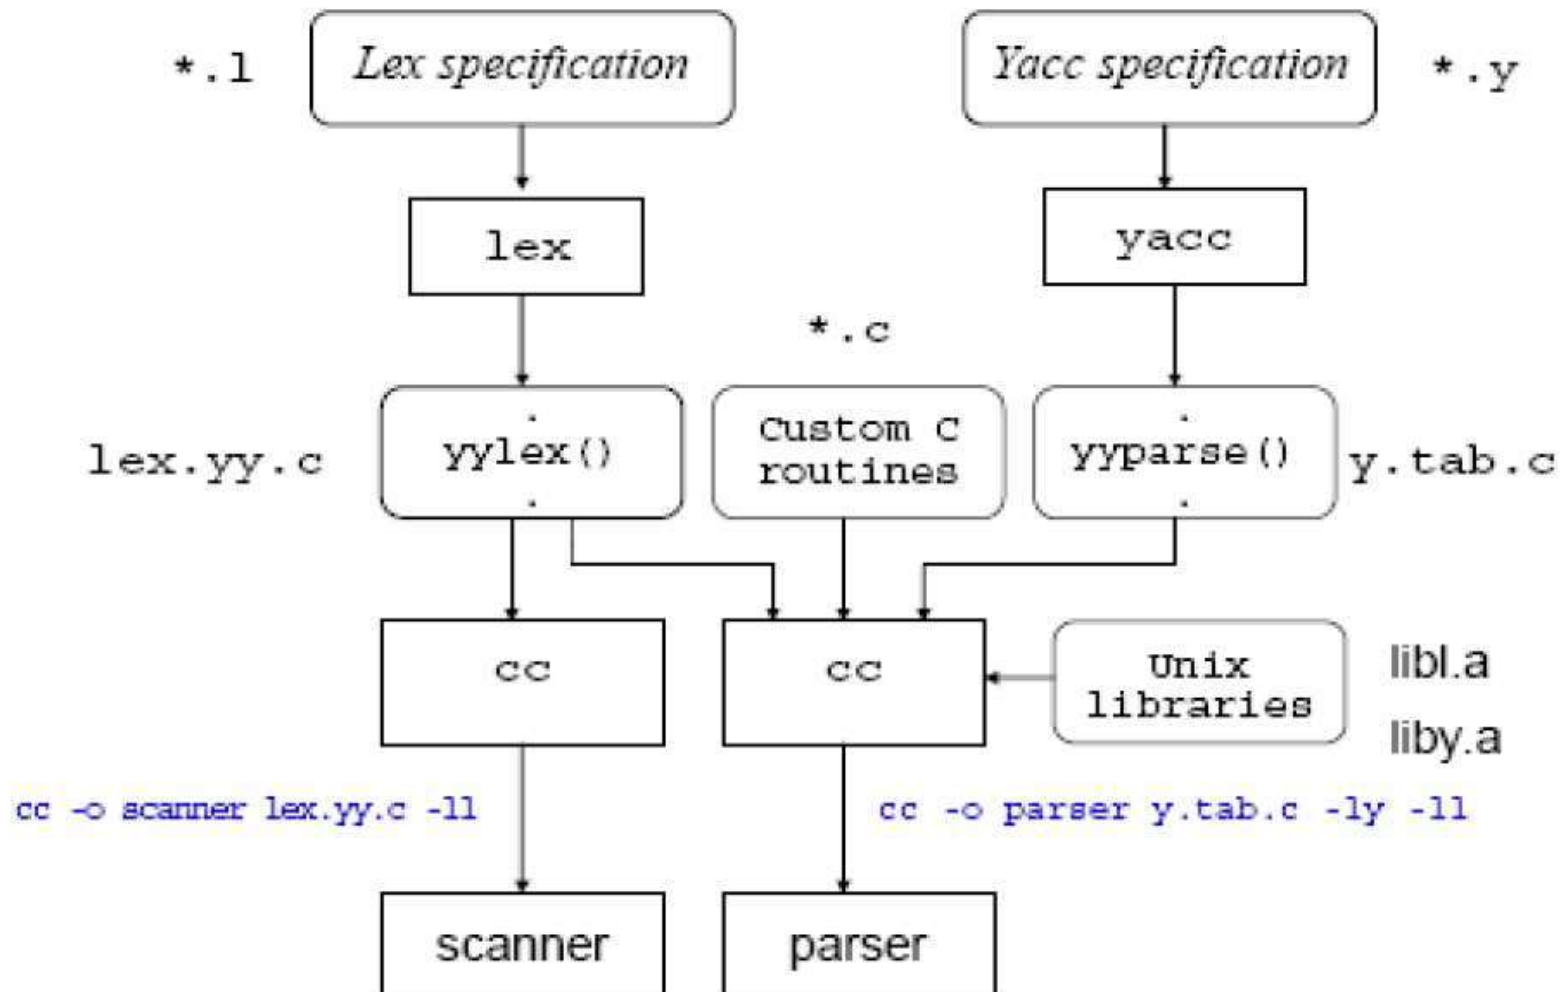 *.l
Lex specification
Yacc specification
*.y
lex
yacc
*.c
lex.yy.c
.
yylex()
.
Custom C
routines
.
yyparse()
.
y.tab.c
cc
cc
Unix
libraries
libl.a
liby.a
cc -o scanner lex.yy.c -ll
cc -o parser y.tab.c -ly -ll
scanner
parser